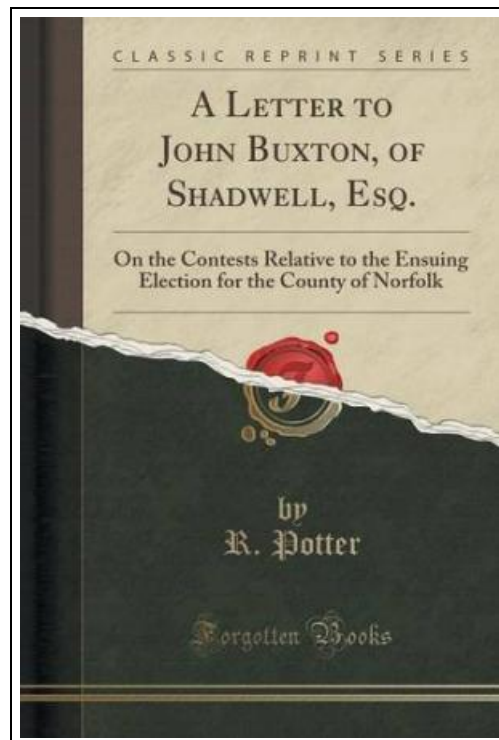 CLASSIC REPRINT SERIES
A LETTER TO
JOHN BUXTON, OF
SHADWELL, ESQ.
On the Contests Relative to the Ensuing
Election for the County of Norfolk
by
R. Potter
Forgotten Books